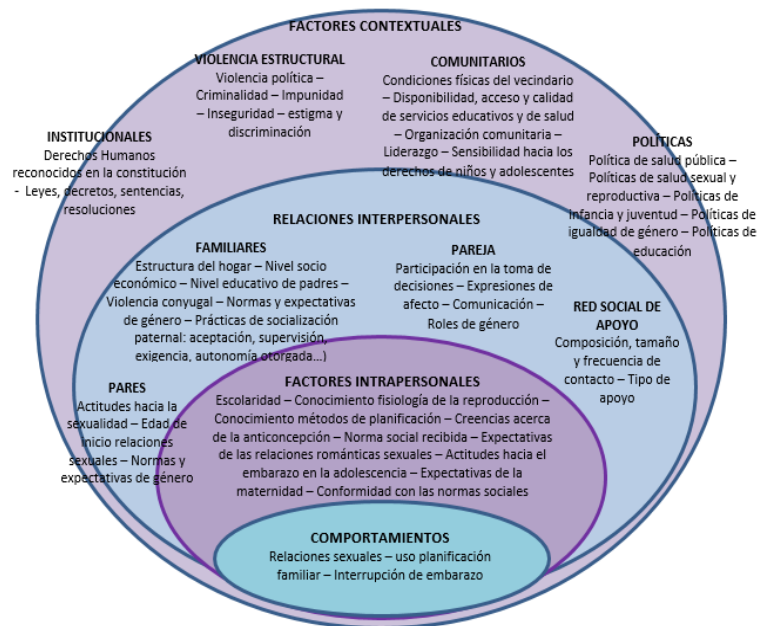 FACTORES CONTEXTUALES
VIOLENCIA ESTRUCTURAL
Violencia política –
Criminalidad – Impunidad
– Inseguridad – estigma y
discriminación
COMUNITARIOS
Condiciones físicas del vecindario
– Disponibilidad, acceso y calidad
de servicios educativos y de salud
– Organización comunitaria –
Liderazgo – Sensibilidad hacia los
derechos de niños y adolescentes
INSTITUCIONALES
Derechos Humanos
reconocidos en la constitución
- Leyes, decretos, sentencias,
resoluciones
POLÍTICAS
Política de salud pública –
Políticas de salud sexual y
reproductiva – Políticas de
infancia y juventud – Políticas de
igualdad de género – Políticas de
educación
RELACIONES INTERPERSONALES
FAMILIARES
Estructura del hogar – Nivel socio
económico – Nivel educativo de padres –
Violencia conyugal – Normas y expectativas
de género – Prácticas de socialización
paternal: aceptación, supervisión,
exigencia, autonomía otorgada...)
PAREJA
Participación en la toma de
decisiones – Expresiones de
afecto – Comunicación –
Roles de género
RED SOCIAL DE
APOYO
Composición, tamaño
y frecuencia de
contacto – Tipo de
apoyo
PARES
Actitudes hacia la
sexualidad – Edad de
inicio relaciones
sexuales – Normas y
expectativas de género
FACTORES INTRAPERSONALES
Escolaridad – Conocimiento fisiología de la reproducción –
Conocimiento métodos de planificación – Creencias acerca
de la anticoncepción – Norma social recibida – Expectativas
de las relaciones románticas sexuales – Actitudes hacia el
embarazo en la adolescencia – Expectativas de la
maternidad – Conformidad con las normas sociales
COMPORTAMIENTOS
Relaciones sexuales – uso planificación
familiar – Interrupción de embarazo